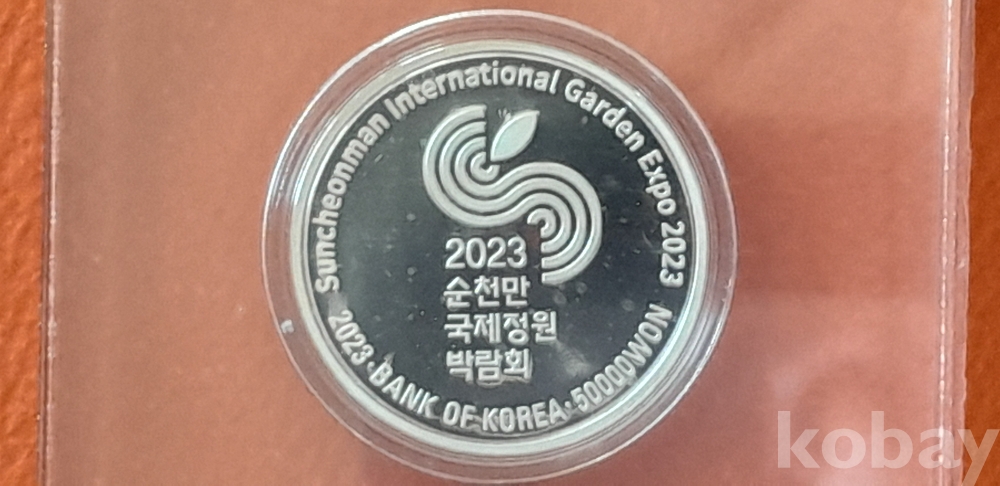 Suncheonman International Garden Expo 2023
2023
순천만
국제정원
박람회
2023·BANK OF KOREA·50000WON
kobay